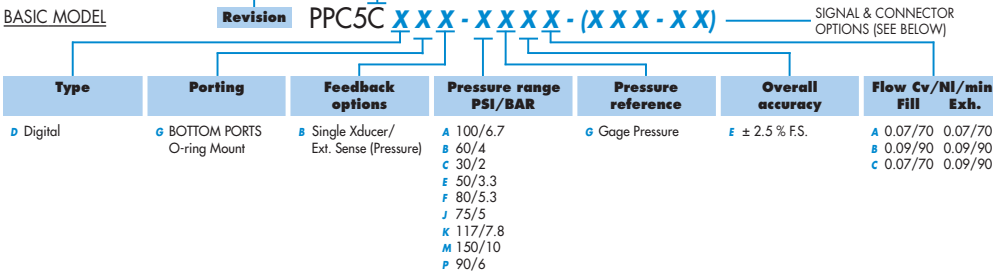 BASIC MODEL
Revision
PPC5C X X X - X X X X - (X X X - X X)
SIGNAL & CONNECTOR
OPTIONS (SEE BELOW)
Type
D Digital
Porting
G BOTTOM PORTS
O-ring Mount
Feedback
options
B Single Xducer/
Ext. Sense (Pressure)
Pressure range
PSI/BAR
A 100/6.7
B 60/4
C 30/2
E 50/3.3
F 80/5.3
J 75/5
K 117/7.8
M 150/10
P 90/6
Pressure
reference
G Gage Pressure
Overall
accuracy
E ± 2.5 % F.S.
Flow Cv/Nl/min
Fill Exh.
A 0.07/70 0.07/70
B 0.09/90 0.09/90
C 0.07/70 0.09/90